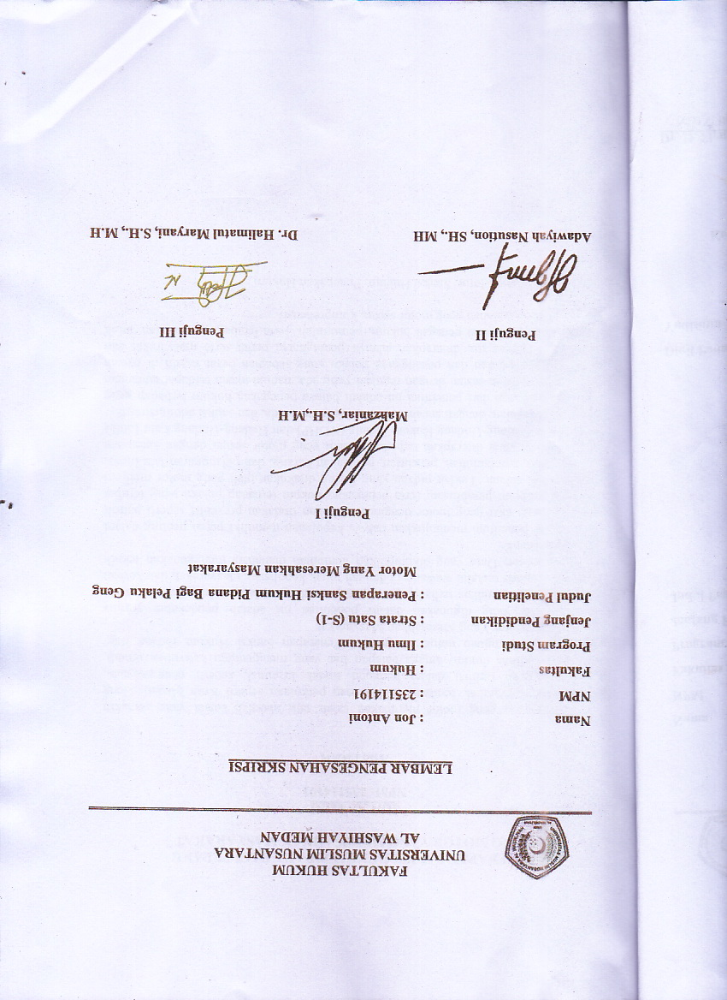 FAKULTAS HUKUM
UNIVERSITAS MUSLIM NUSANTARA
AL WASHIYAH MEDAN
LEMBAR PENGESAHAN SKRIPSI
Nama : Jon Antoni
NPM : 235114191
Fakultas : Hukum
Program Studi : Ilmu Hukum
Jenjang Pendidikan : Strata Satu (S-1)
Judul Penelitian : Penerapan Sanksi Hukum Pidana Bagi Pelaku Geng
Motor Yang Meresahkan Masyarakat
Penguji I
Mahzaniar, S.H.,M.H
Penguji II
Penguji III
Adawiyah Nasution, SH., MH
Dr. Halimatul Maryani, S.H., M.H